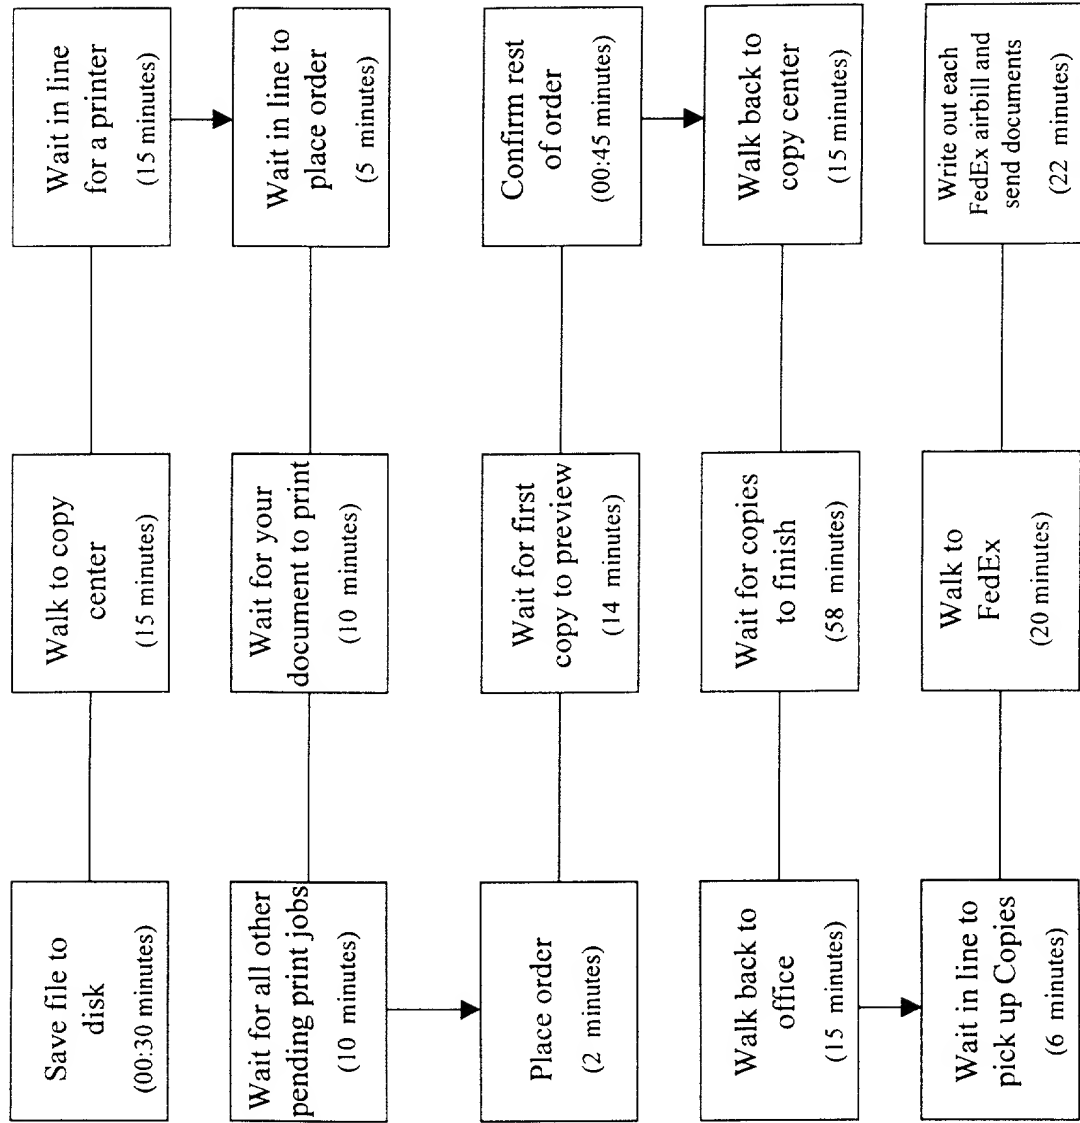 Save file to
disk
(00:30 minutes)
Walk to copy
center
(15 minutes)
Wait in line
for a printer
(15 minutes)
Wait for all other
pending print jobs
(10 minutes)
Wait for your
document to print
(10 minutes)
Wait in line to
place order
(5 minutes)
Place order
(2 minutes)
Wait for first
copy to preview
(14 minutes)
Confirm rest
of order
(00:45 minutes)
Walk back to
office
(15 minutes)
Wait for copies
to finish
(58 minutes)
Walk back to
copy center
(15 minutes)
Wait in line to
pick up Copies
(6 minutes)
Walk to
FedEx
(20 minutes)
Write out each
FedEx airbill and
send documents
(22 minutes)